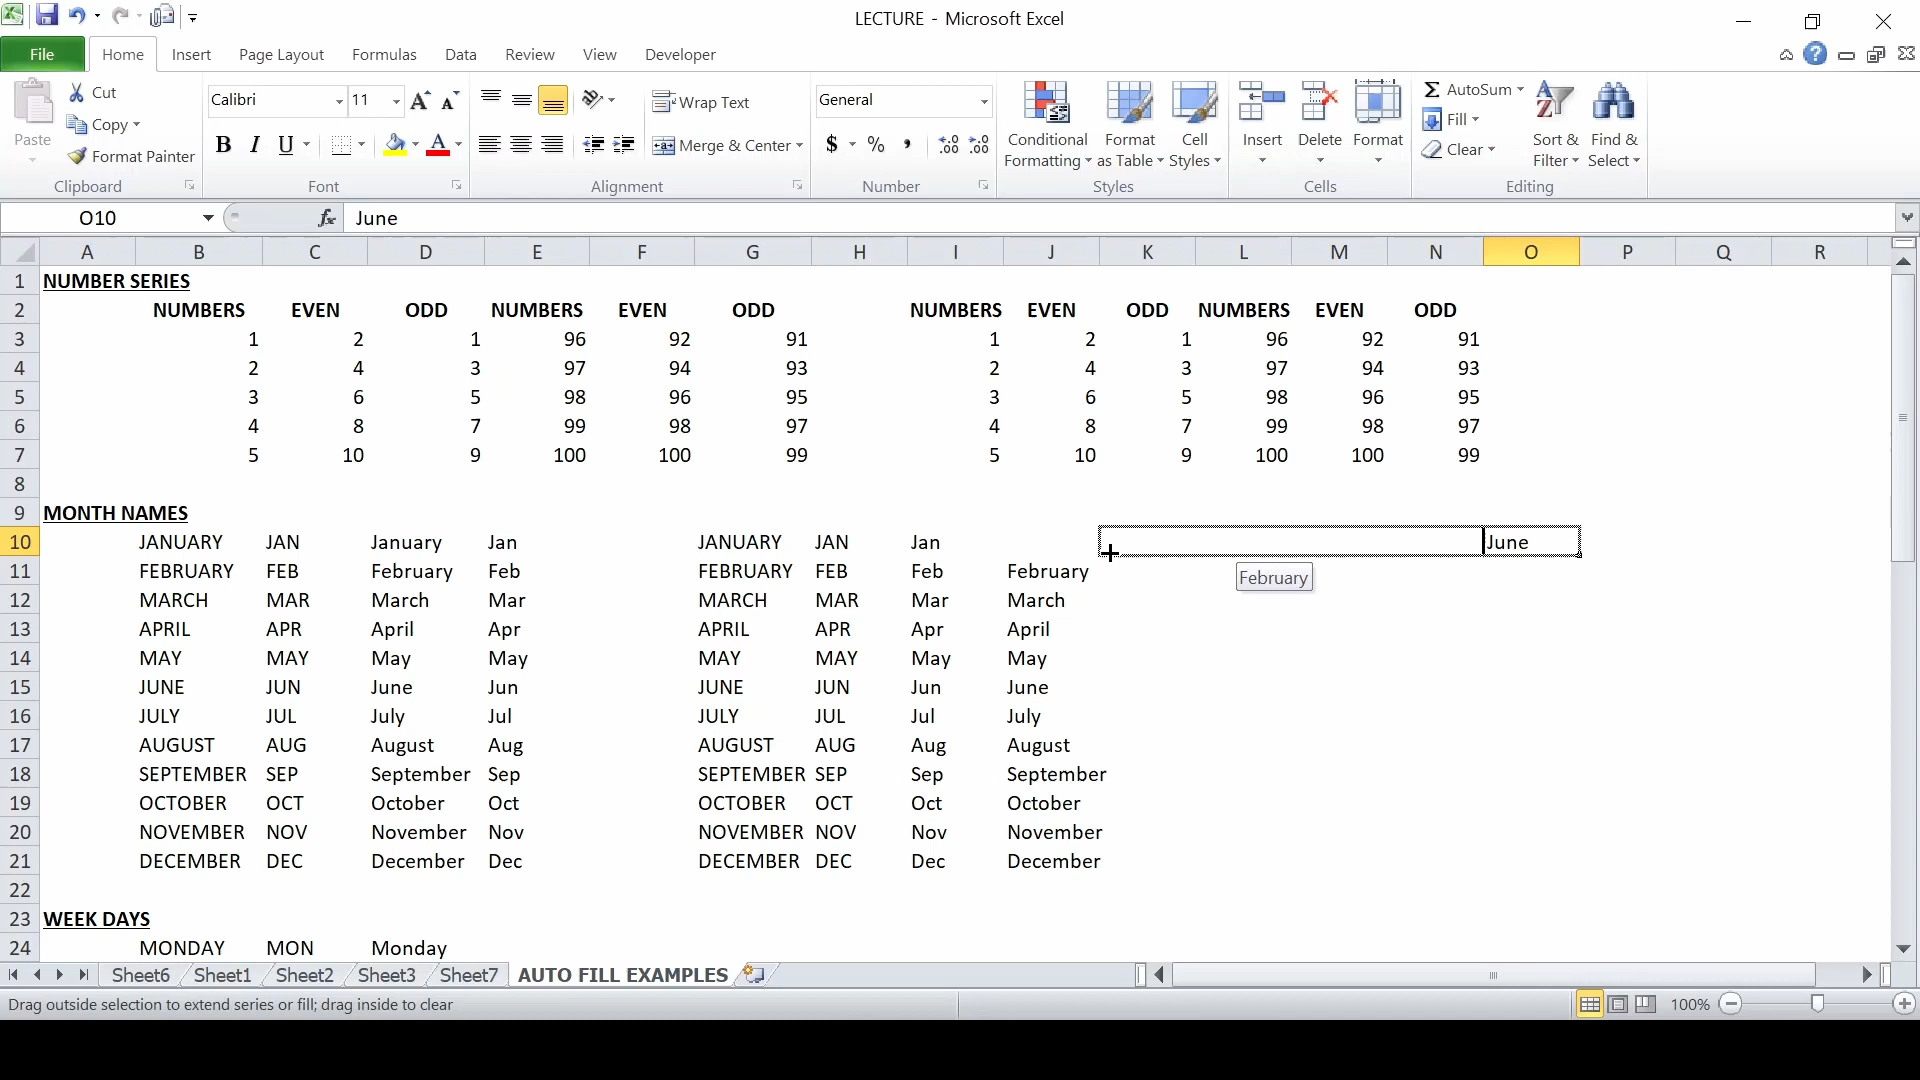 LECTURE - Microsoft Excel
File Home Insert Page Layout Formulas Data Review View Developer
Paste Cut Copy Format Painter
Clipboard
Calibri 11
B I U A
Font
Wrap Text
Merge & Center
Alignment
General
$ % ,
Number
Conditional Formatting Format as Table Cell Styles
Styles
Insert Delete Format
Cells
Σ AutoSum Fill Clear
Sort & Filter Find & Select
Editing
O10 fx June
A B C D E F G H I J K L M N O P Q R
1 NUMBER SERIES
2 NUMBERS EVEN ODD NUMBERS EVEN ODD NUMBERS EVEN ODD NUMBERS EVEN ODD
3 1 2 1 96 92 91 1 2 1 96 92 91
4 2 4 3 97 94 93 2 4 3 97 94 93
5 3 6 5 98 96 95 3 6 5 98 96 95
6 4 8 7 99 98 97 4 8 7 99 98 97
7 5 10 9 100 100 99 5 10 9 100 100 99
8
9 MONTH NAMES
10 JANUARY JAN January Jan JANUARY JAN Jan June
11 FEBRUARY FEB February Feb FEBRUARY FEB Feb February February
12 MARCH MAR March Mar MARCH MAR Mar March
13 APRIL APR April Apr APRIL APR Apr April
14 MAY MAY May May MAY MAY May May
15 JUNE JUN June Jun JUNE JUN Jun June
16 JULY JUL July Jul JULY JUL Jul July
17 AUGUST AUG August Aug AUGUST AUG Aug August
18 SEPTEMBER SEP September Sep SEPTEMBER SEP Sep September
19 OCTOBER OCT October Oct OCTOBER OCT Oct October
20 NOVEMBER NOV November Nov NOVEMBER NOV Nov November
21 DECEMBER DEC December Dec DECEMBER DEC Dec December
22
23 WEEK DAYS
24 MONDAY MON Monday
Sheet6 Sheet1 Sheet2 Sheet3 Sheet7 AUTO FILL EXAMPLES
Drag outside selection to extend series or fill; drag inside to clear 100%